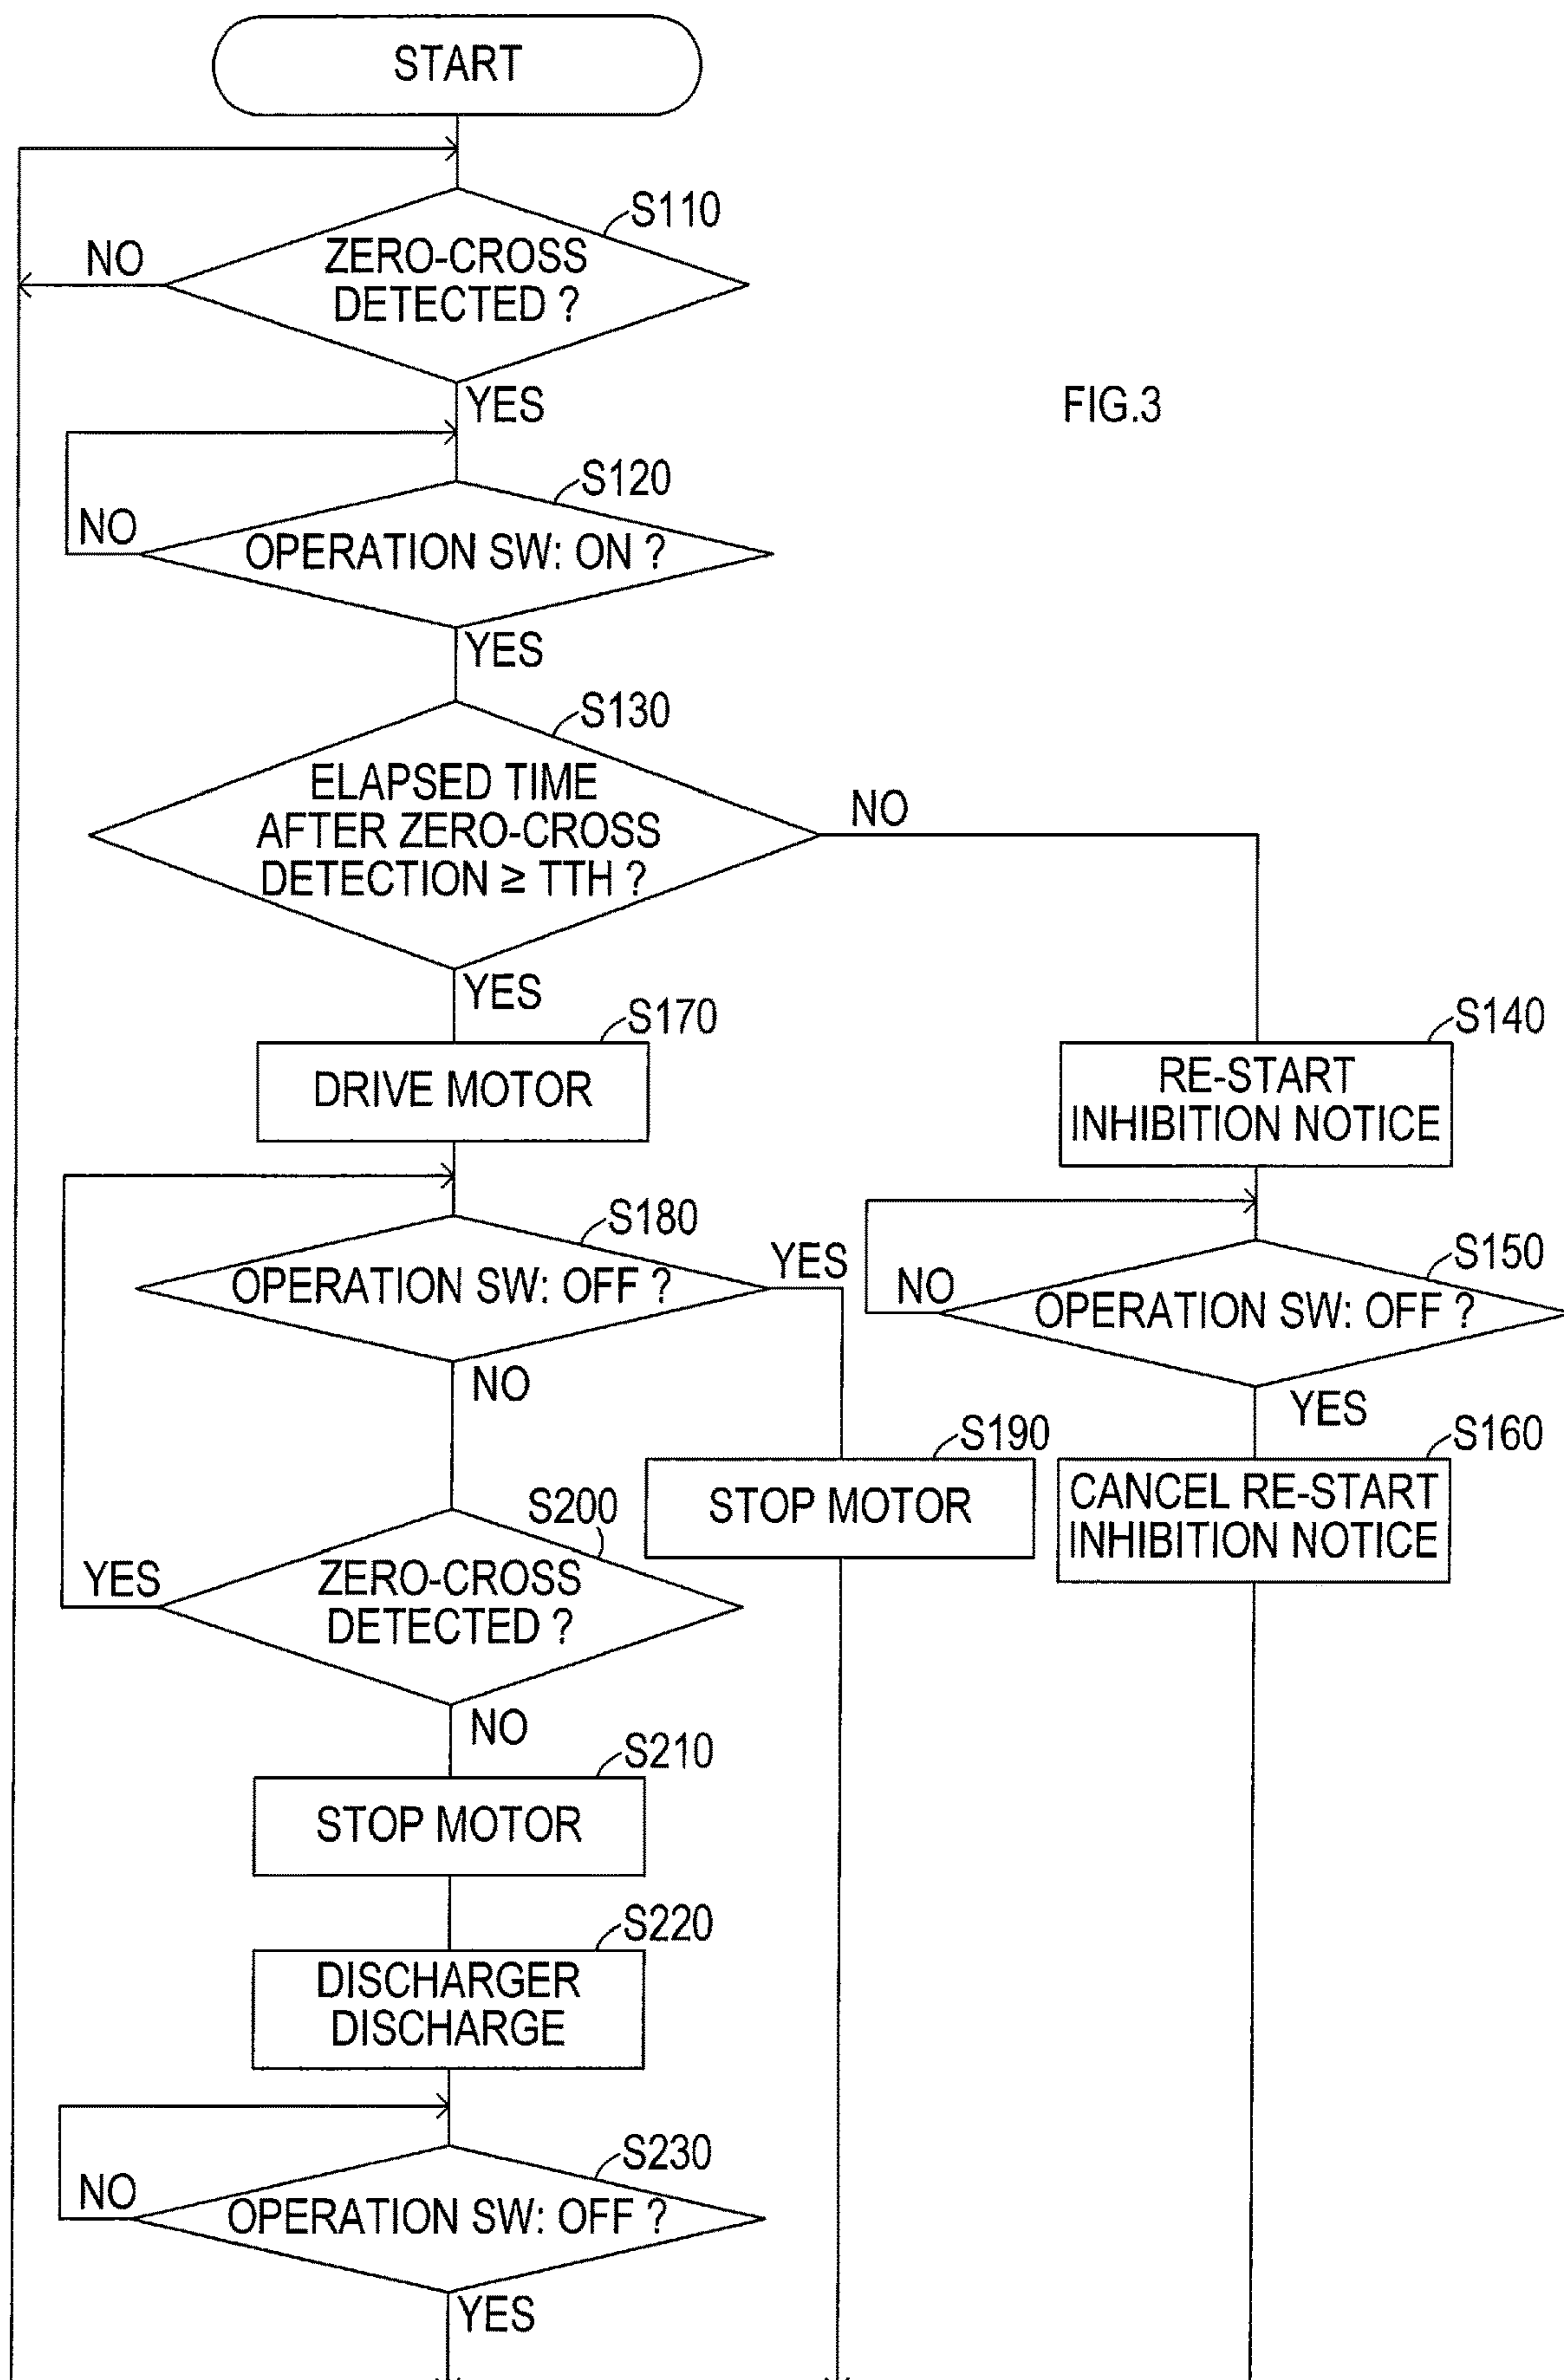 START
S110
ZERO-CROSS
DETECTED ?
NO
YES
FIG.3
S120
NO
OPERATION SW: ON ?
YES
S130
ELAPSED TIME
AFTER ZERO-CROSS
DETECTION ≥ TTH ?
NO
YES
S170
DRIVE MOTOR
S140
RE-START
INHIBITION NOTICE
S180
OPERATION SW: OFF ?
YES
NO
S150
NO
OPERATION SW: OFF ?
YES
S190
STOP MOTOR
S160
CANCEL RE-START
INHIBITION NOTICE
S200
YES
ZERO-CROSS
DETECTED ?
NO
S210
STOP MOTOR
S220
DISCHARGER
DISCHARGE
S230
NO
OPERATION SW: OFF ?
YES